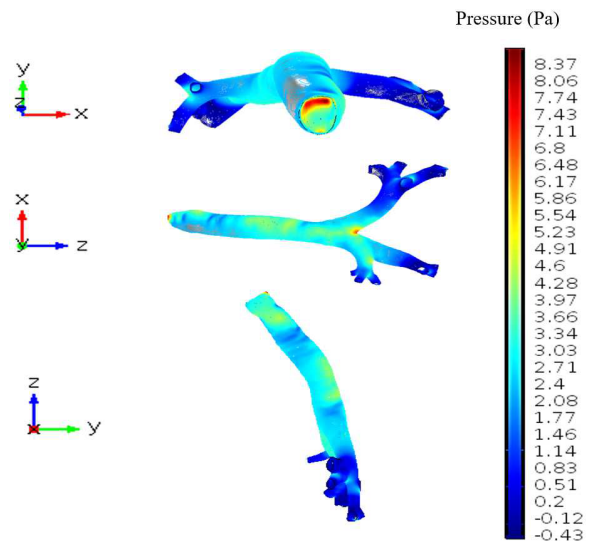 Pressure (Pa)
8.37
8.06
7.74
7.43
7.11
6.8
6.48
6.17
5.86
5.54
5.23
4.91
4.6
4.28
3.97
3.66
3.34
3.03
2.71
2.4
2.08
1.77
1.46
1.14
0.83
0.51
0.2
-0.12
-0.43
y
z
x
x
y
z
z
x
y